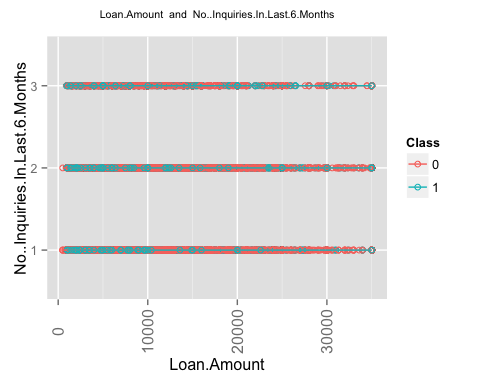 Loan.Amount and No..Inquiries.In.Last.6.Months
No..Inquiries.In.Last.6.Months
3
2
1
0
10000
20000
30000
Loan.Amount
Class
0
1